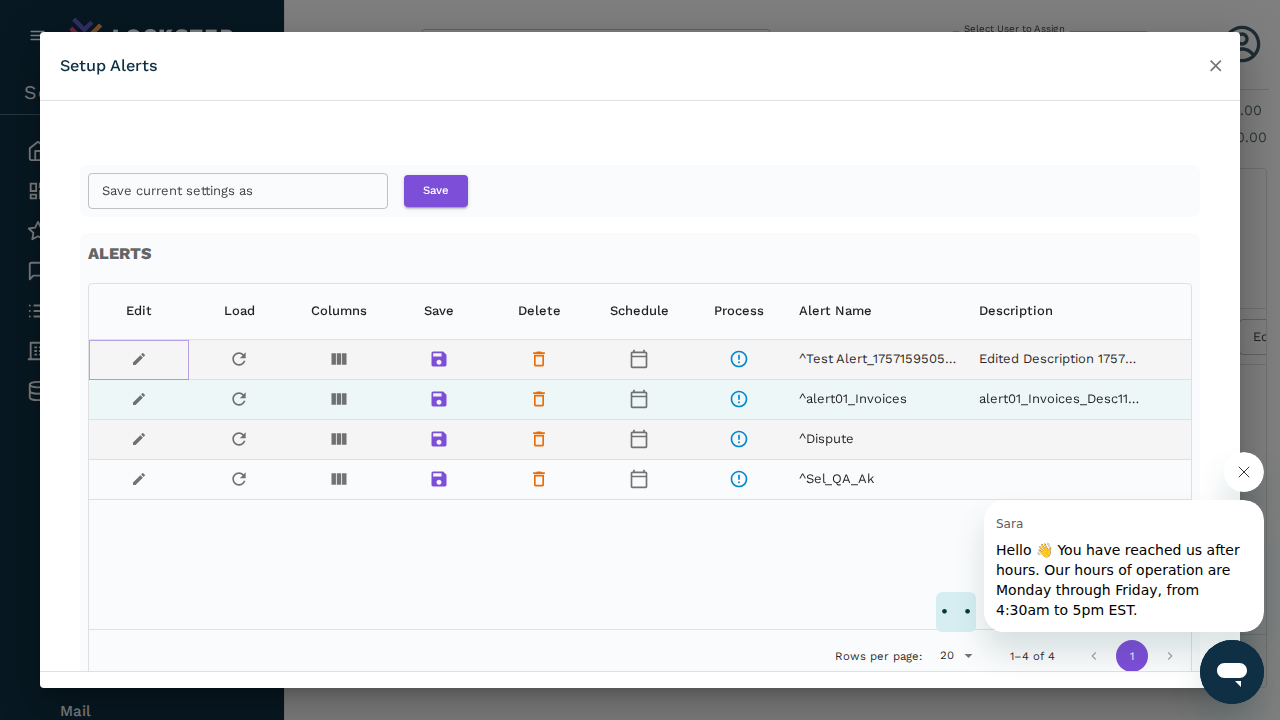 Select User to Assign
Setup Alerts
.00
0.00
Save current settings as
Save
ALERTS
Edit Load Columns Save Delete Schedule Process Alert Name Description
^Test Alert_1757159505... Edited Description 1757...
^alert01_Invoices alert01_Invoices_Desc11...
^Dispute
^Sel_QA_Ak
Sara
Hello 👋 You have reached us after
hours. Our hours of operation are
Monday through Friday, from
4:30am to 5pm EST.
Rows per page: 20 1–4 of 4 1
Mail